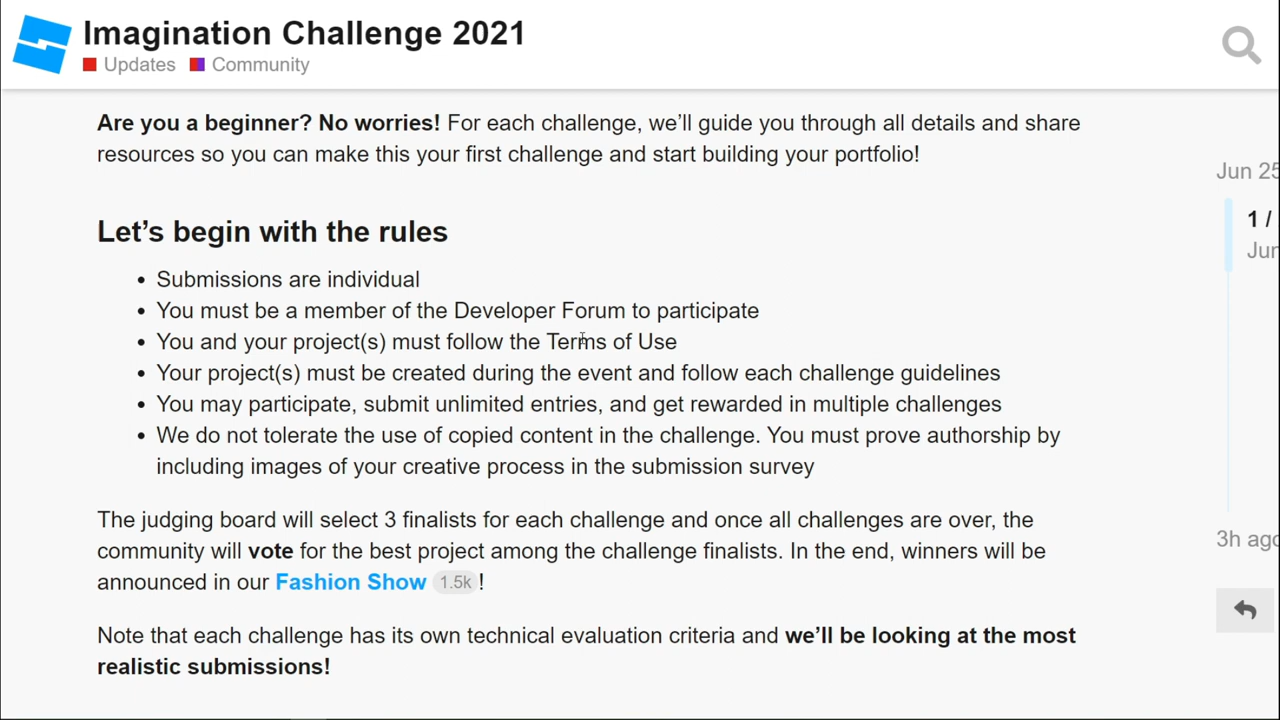 Imagination Challenge 2021
Updates Community
Are you a beginner? No worries! For each challenge, we’ll guide you through all details and share
resources so you can make this your first challenge and start building your portfolio!
Jun 25
Let’s begin with the rules
1 /
Jun
• Submissions are individual
• You must be a member of the Developer Forum to participate
• You and your project(s) must follow the Terms of Use
• Your project(s) must be created during the event and follow each challenge guidelines
• You may participate, submit unlimited entries, and get rewarded in multiple challenges
• We do not tolerate the use of copied content in the challenge. You must prove authorship by
including images of your creative process in the submission survey
The judging board will select 3 finalists for each challenge and once all challenges are over, the
3h ago
community will vote for the best project among the challenge finalists. In the end, winners will be
announced in our Fashion Show 1.5k !
Note that each challenge has its own technical evaluation criteria and we’ll be looking at the most
realistic submissions!